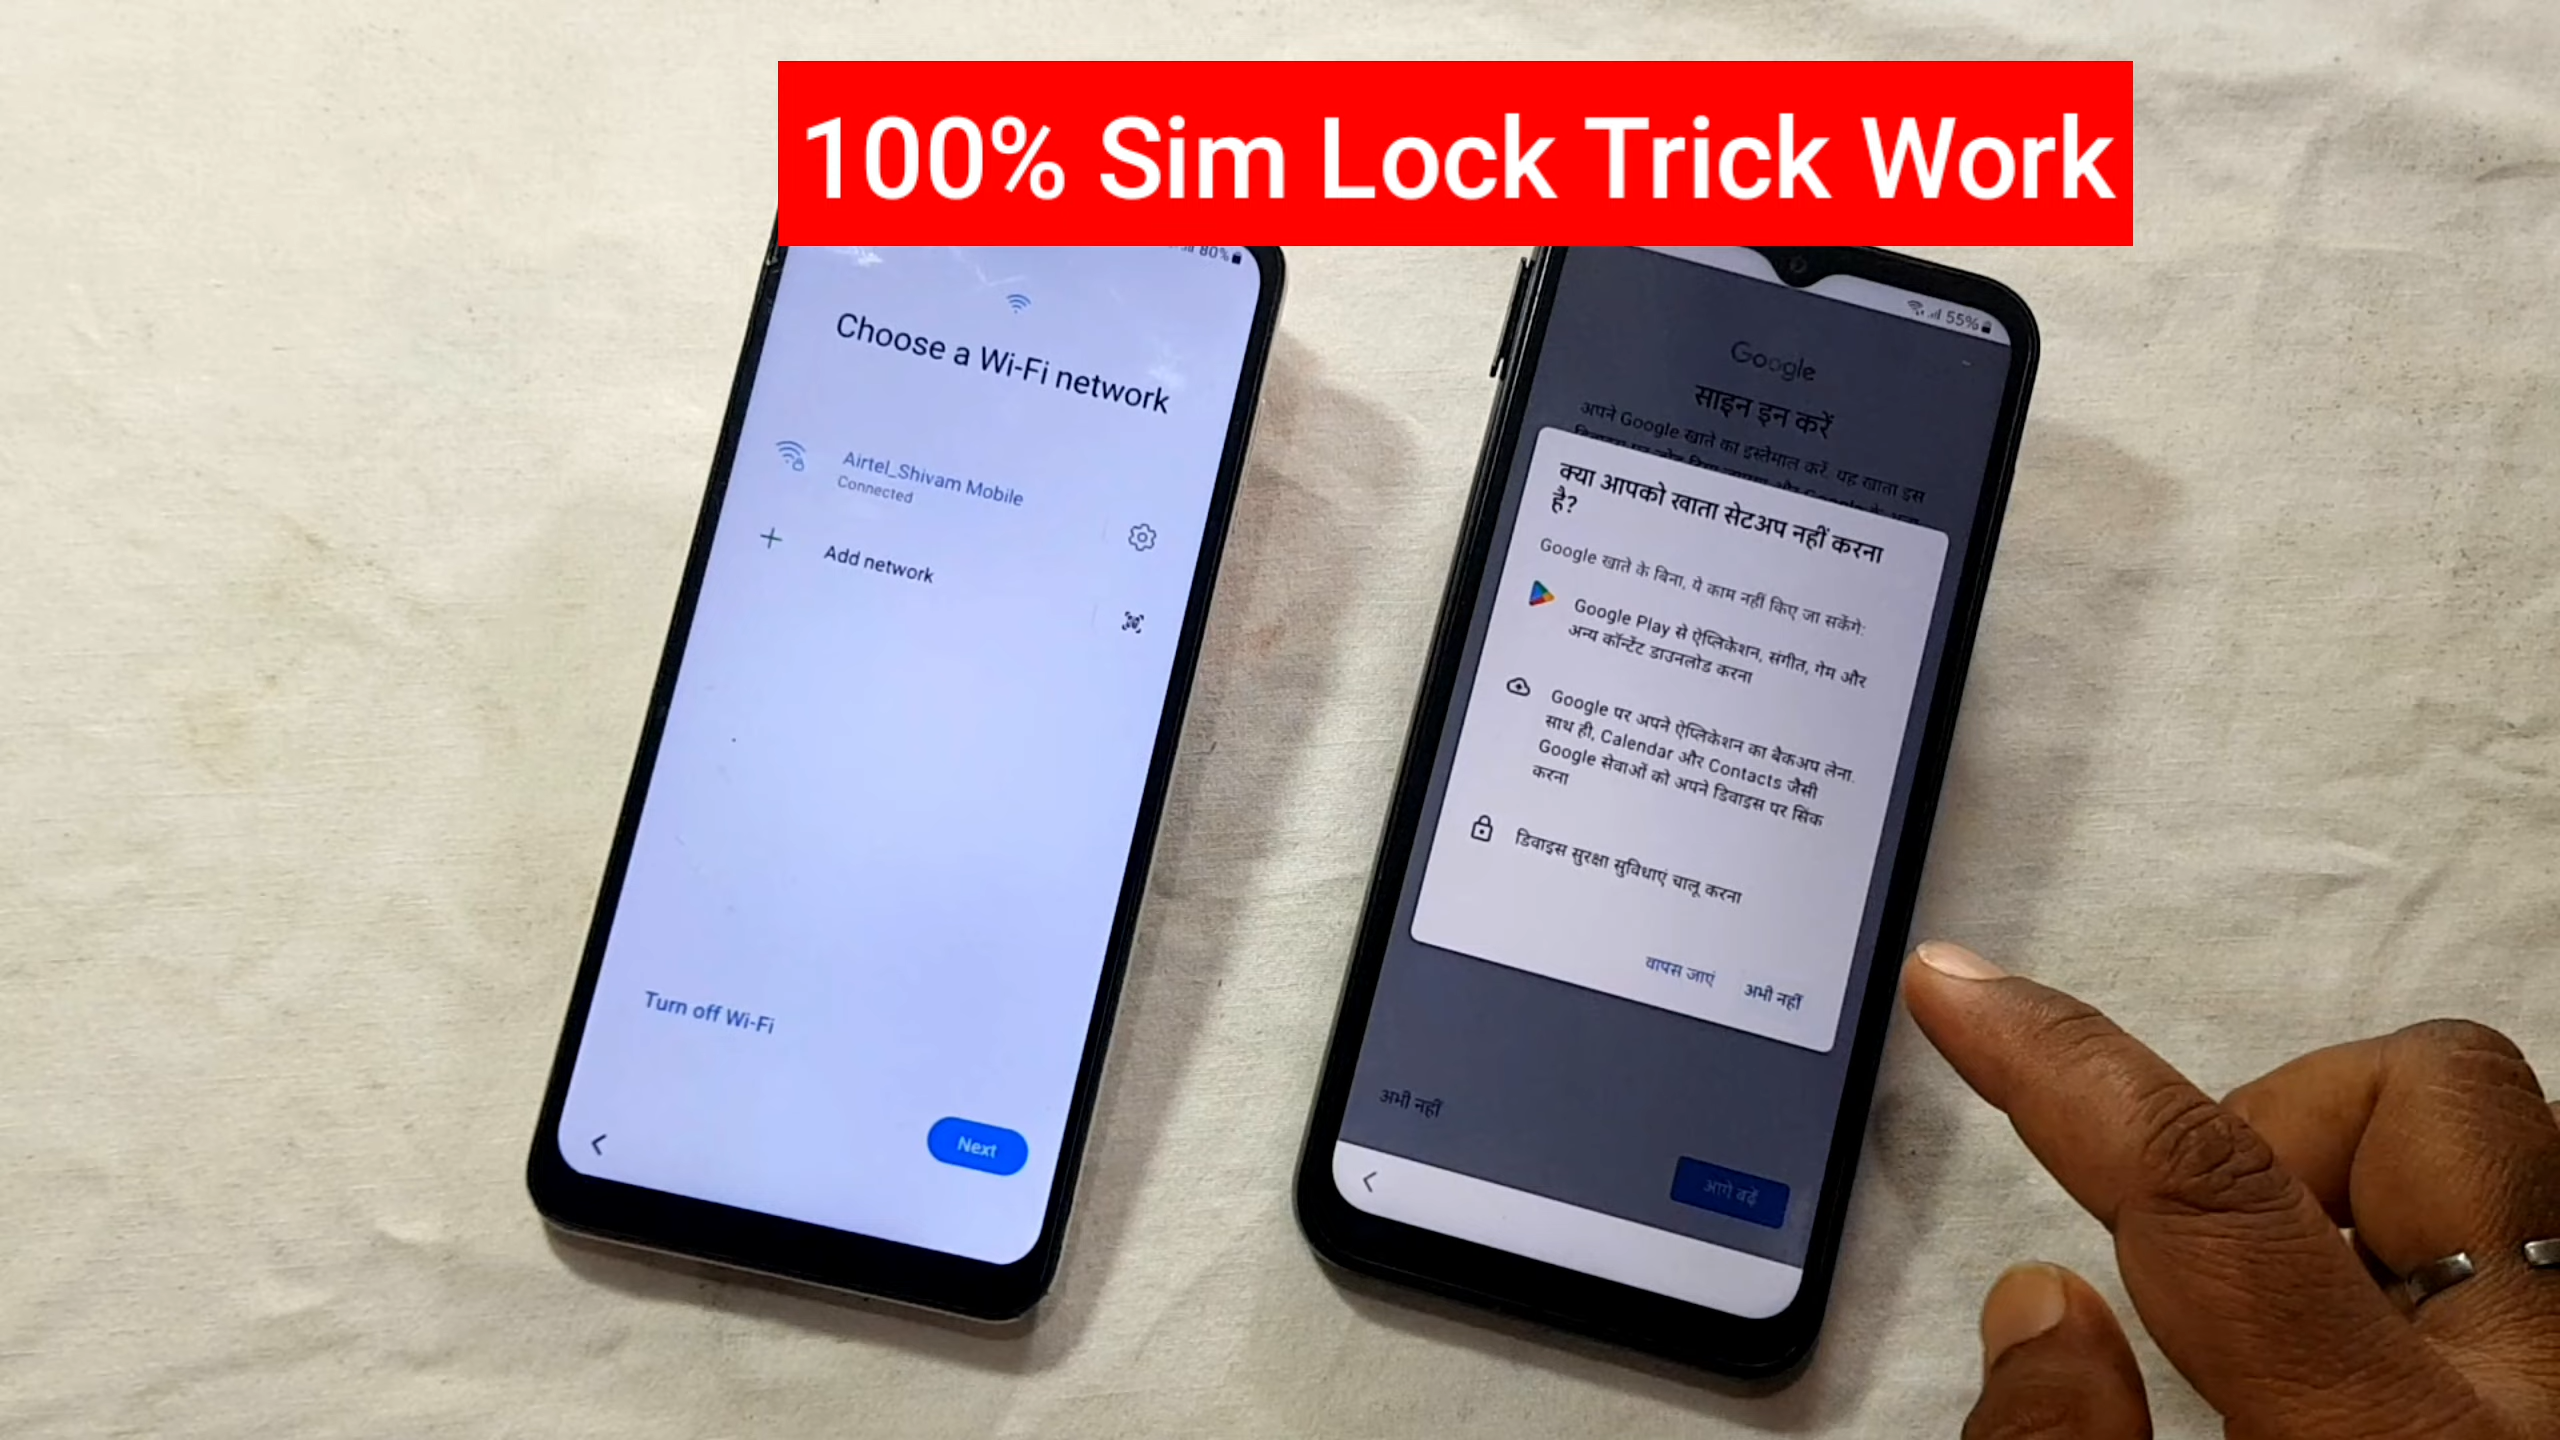 100% Sim Lock Trick Work
80%
Choose a Wi-Fi network
Airtel_Shivam Mobile
Connected
Add network
Turn off Wi-Fi
Next
55%
Google
साइन इन करें
अपने Google खाते का इस्तेमाल करें. यह खाता इस
क्या आपको खाता सेटअप नहीं करना
है?
Google खाते के बिना, ये काम नहीं किए जा सकेंगे:
Google Play से ऐप्लिकेशन, संगीत, गेम और
अन्य कॉन्टेंट डाउनलोड करना
Google पर अपने ऐप्लिकेशन का बैकअप लेना.
साथ ही, Calendar और Contacts जैसी
Google सेवाओं को अपने डिवाइस पर सिंक
करना
डिवाइस सुरक्षा सुविधाएं चालू करना
वापस जाएं
अभी नहीं
अभी नहीं
आगे बढ़ें